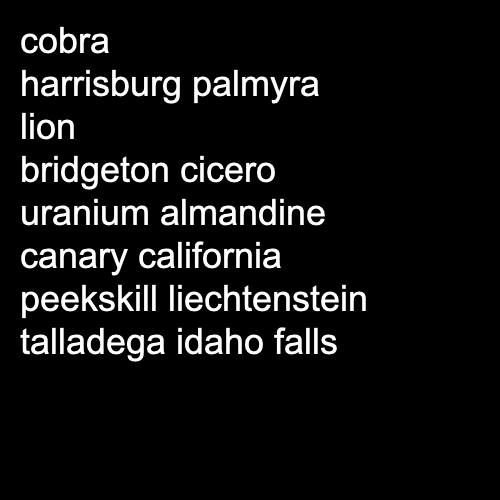 cobra
harrisburg palmyra
lion
bridgeton cicero
uranium almandine
canary california
peekskill liechtenstein
talladega idaho falls